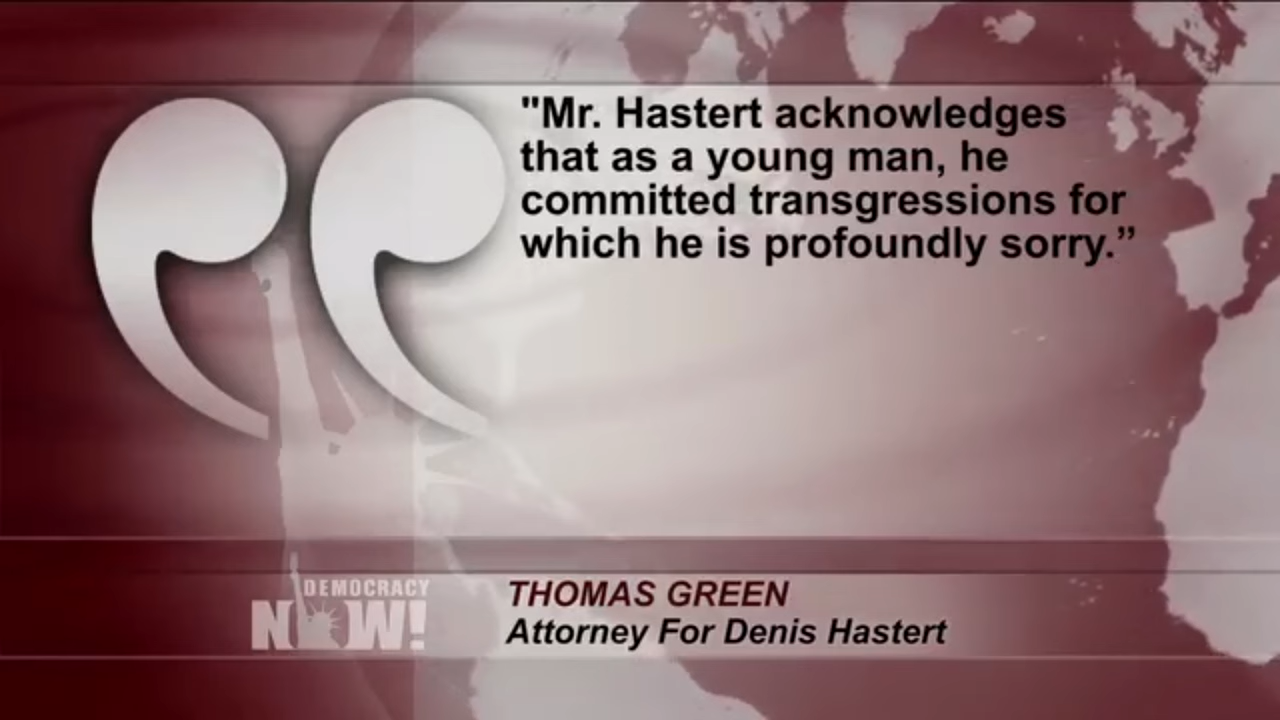 "Mr. Hastert acknowledges
that as a young man, he
committed transgressions for
which he is profoundly sorry.”
DEMOCRACY
NOW!
THOMAS GREEN
Attorney For Denis Hastert